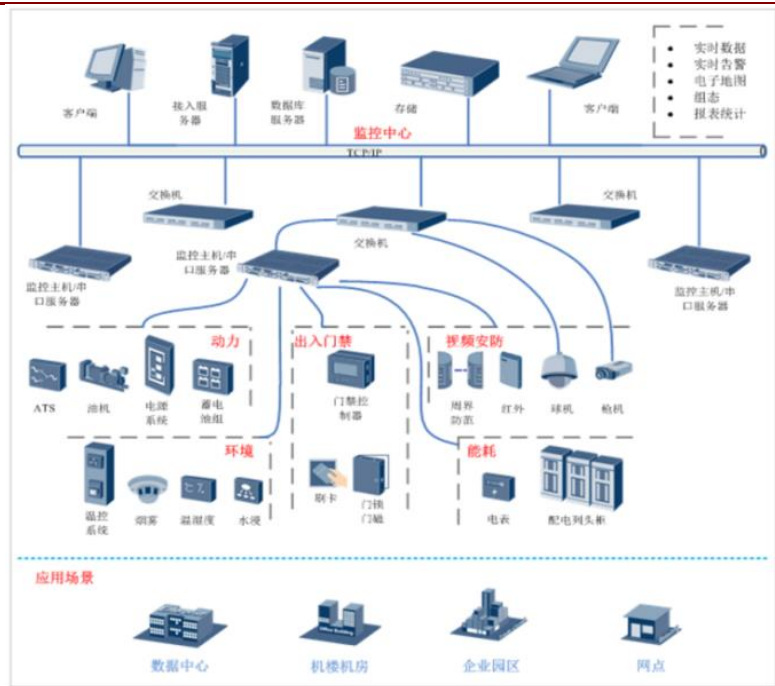 实时数据
实时告警
电子地图
组态
报表统计
客户端
接入服
务器
数据库
服务器
存储
客户端
监控中心
TCP/IP
交换机
交换机
交换机
监控主机/串
口服务器
监控主机/串
口服务器
监控主机/串
口服务器
动力
ATS
油机
电源
系统
蓄电
池组
出入门禁
门禁控
制器
刷卡
门锁
门磁
视频安防
周界
防范
红外
球机
枪机
环境
温控
系统
烟雾
温湿度
水浸
能耗
电表
配电列头柜
应用场景
Office Building
数据中心
机楼机房
企业园区
网点